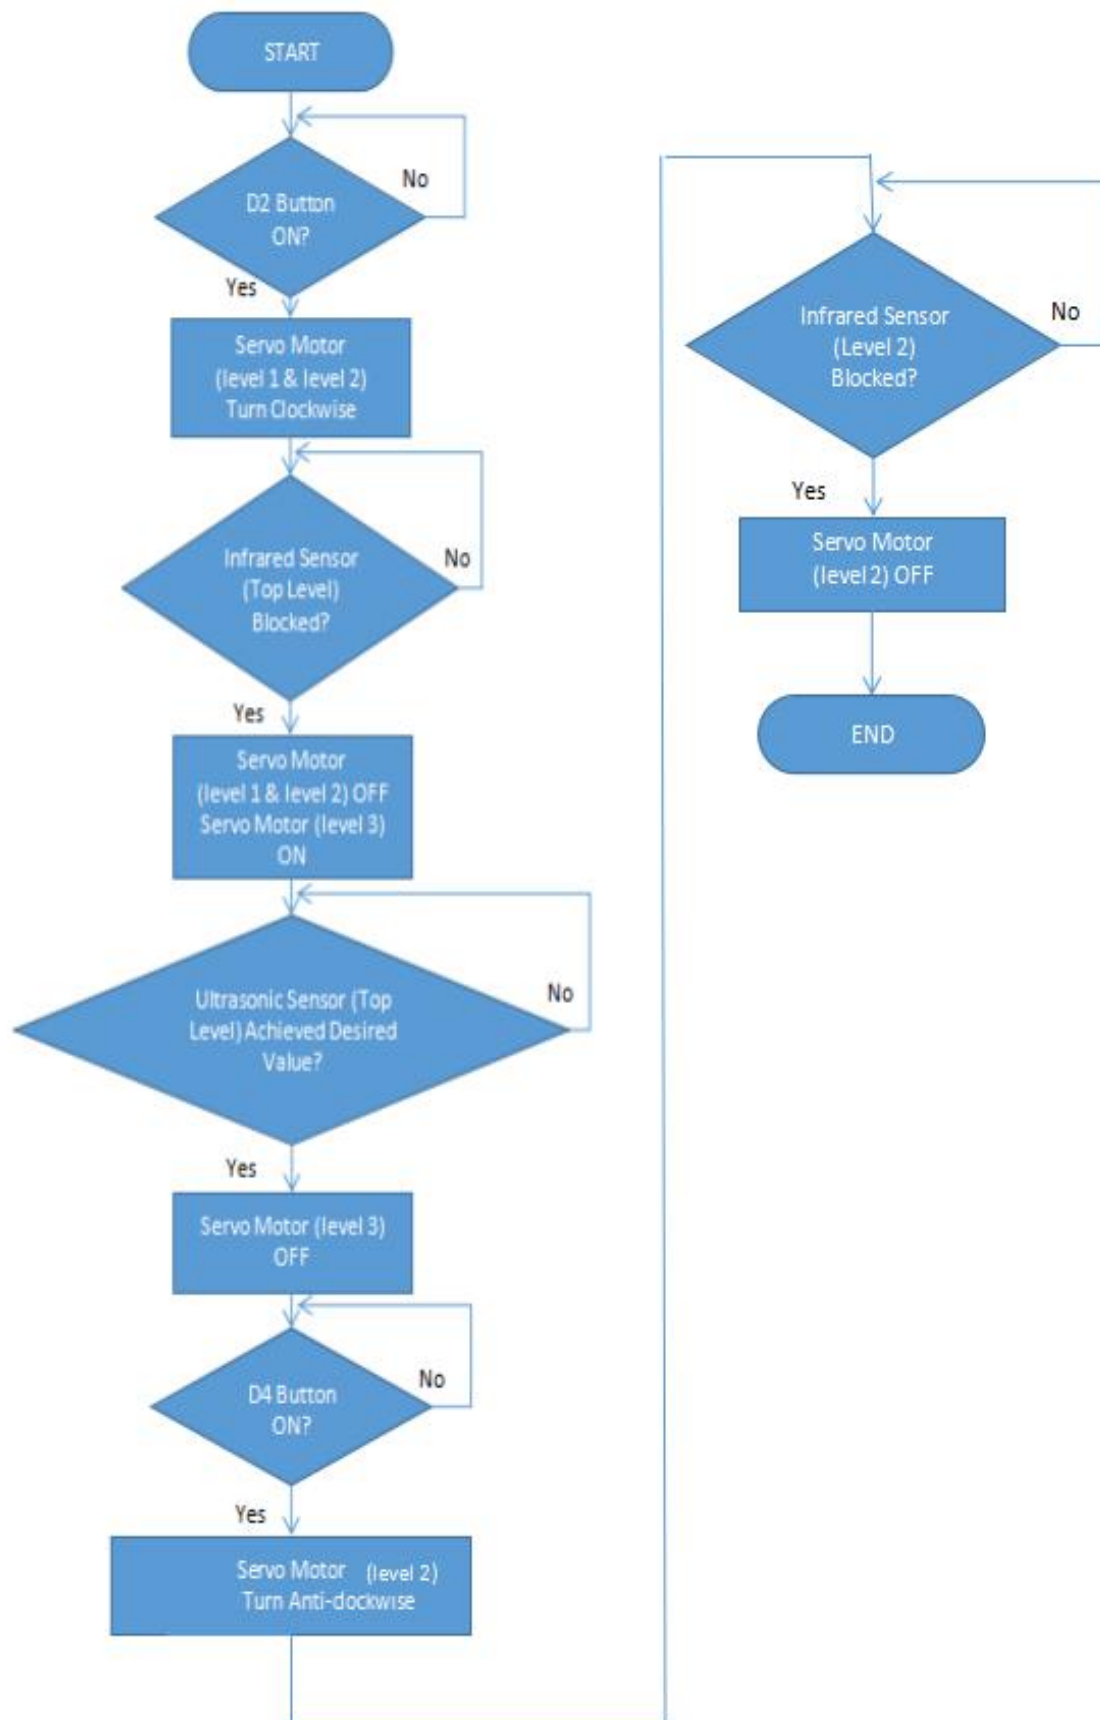 START
D2 Button
ON?
No
Yes
Servo Motor
(level 1 & level 2)
Turn Clockwise
Infrared Sensor
(Top Level)
Blocked?
No
Yes
Servo Motor
(level 1 & level 2) OFF
Servo Motor (level 3)
ON
Ultrasonic Sensor (Top
Level) Achieved Desired
Value?
No
Yes
Servo Motor (level 3)
OFF
D4 Button
ON?
No
Yes
Servo Motor (level 2)
Turn Anti-clockwise
Infrared Sensor
(Level 2)
Blocked?
No
Yes
Servo Motor
(level 2) OFF
END